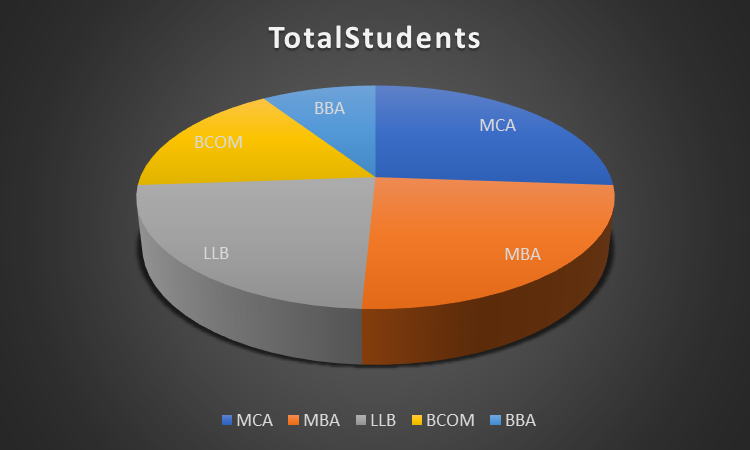 TotalStudents
BBA
MCA
BCOM
LLB
MBA
MCA MBA LLB BCOM BBA